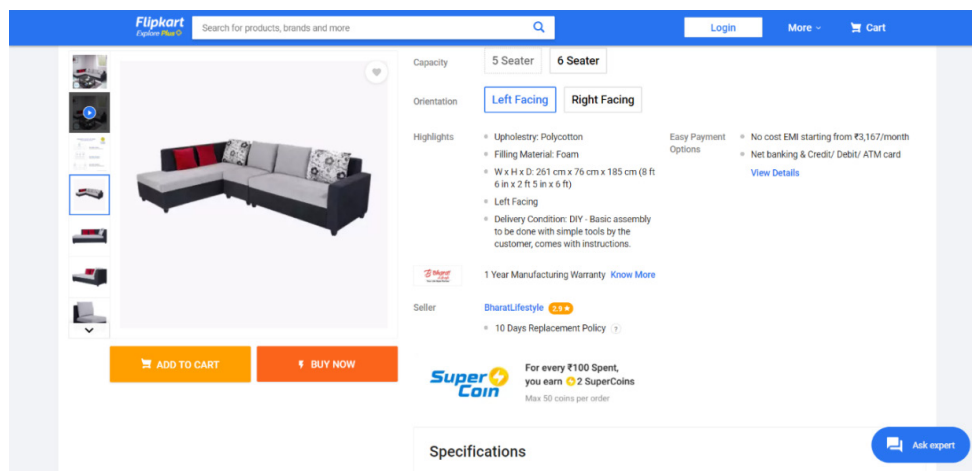 Flipkart
Explore Plus
Search for products, brands and more
Login
More
Cart
Capacity
5 Seater
6 Seater
Orientation
Left Facing
Right Facing
Highlights
Upholestry: Polycotton
Filling Material: Foam
W x H x D: 261 cm x 76 cm x 185 cm (8 ft
6 in x 2 ft 5 in x 6 ft)
Left Facing
Delivery Condition: DIY - Basic assembly
to be done with simple tools by the
customer, comes with instructions.
Easy Payment
Options
No cost EMI starting from ₹3,167/month
Net banking & Credit/ Debit/ ATM card
View Details
1 Year Manufacturing Warranty Know More
Seller
BharatLifestyle 2.9 ★
10 Days Replacement Policy ?
ADD TO CART
BUY NOW
Super
Coin
For every ₹100 Spent,
you earn 2 SuperCoins
Max 50 coins per order
Specifications
Ask expert